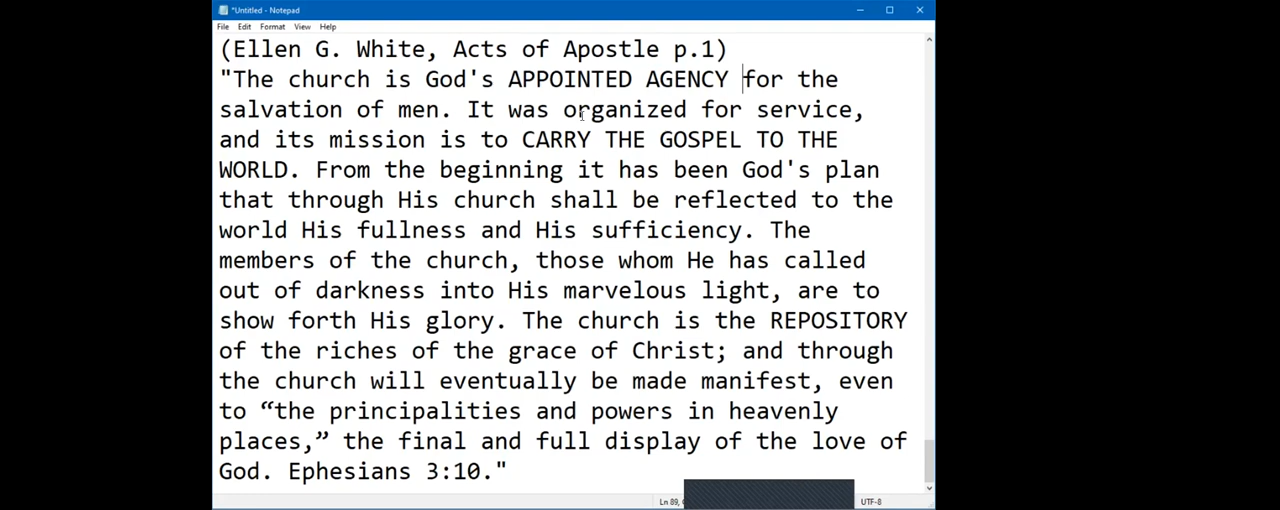 *Untitled - Notepad
File Edit Format View Help
(Ellen G. White, Acts of Apostle p.1)
"The church is God's APPOINTED AGENCY for the
salvation of men. It was organized for service,
and its mission is to CARRY THE GOSPEL TO THE
WORLD. From the beginning it has been God's plan
that through His church shall be reflected to the
world His fullness and His sufficiency. The
members of the church, those whom He has called
out of darkness into His marvelous light, are to
show forth His glory. The church is the REPOSITORY
of the riches of the grace of Christ; and through
the church will eventually be made manifest, even
to “the principalities and powers in heavenly
places,” the final and full display of the love of
God. Ephesians 3:10."
Ln 89, UTF-8